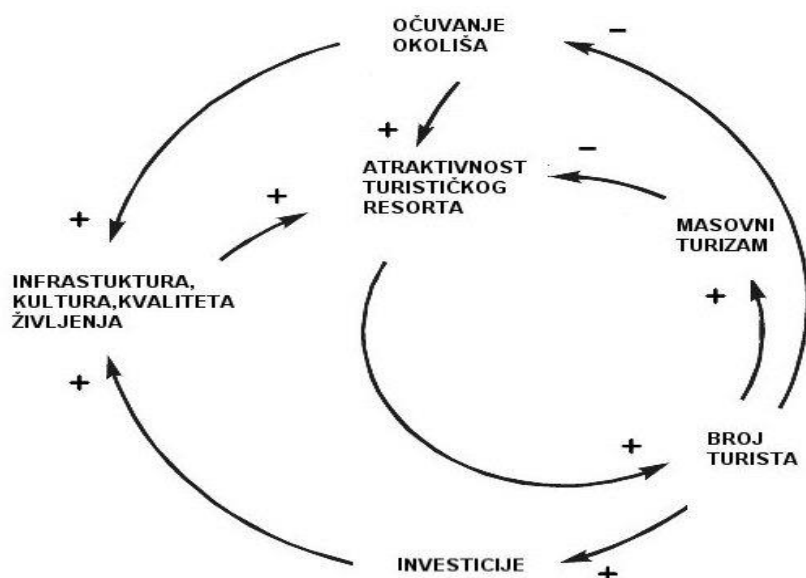 OČUVANJE
OKOLIŠA
–
+
ATRAKTIVNOST
TURISTIČKOG
RESORTA
–
+
+
MASOVNI
TURIZAM
INFRASTUKTURA,
KULTURA,KVALITETA
ŽIVLJENJA
+
+
+
BROJ
TURISTA
INVESTICIJE
+